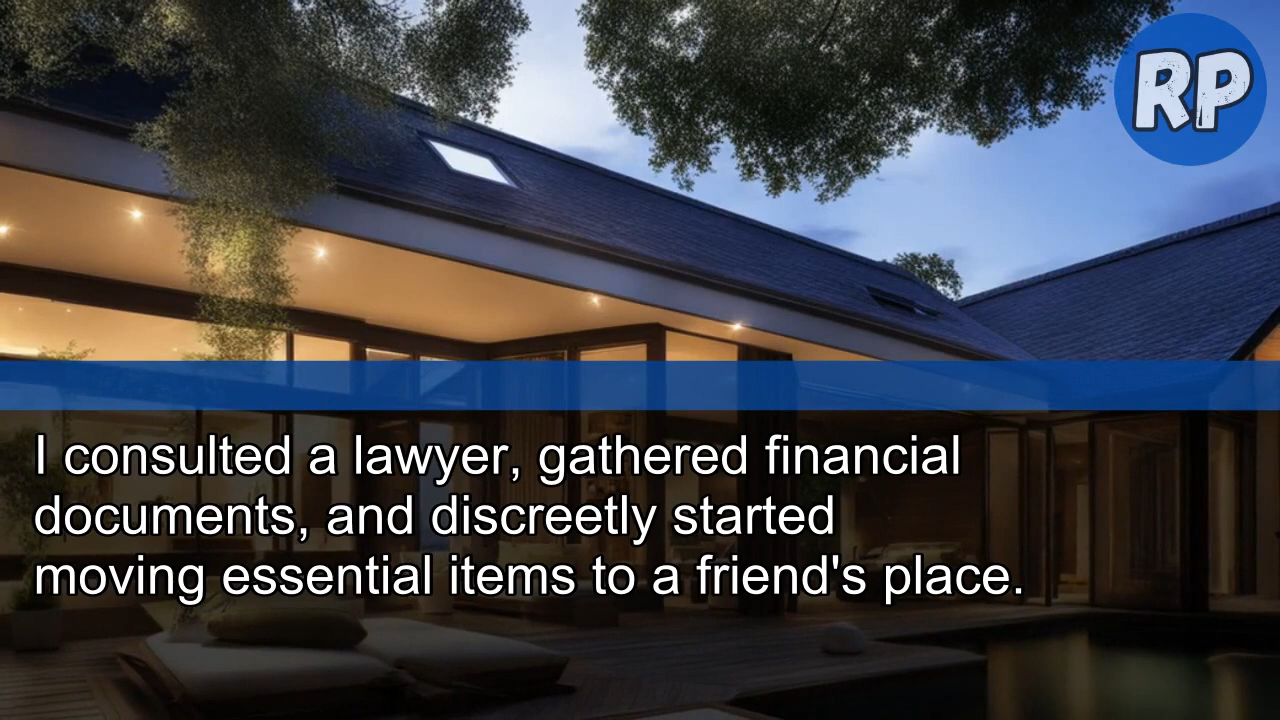 RP
I consulted a lawyer, gathered financial
documents, and discreetly started
moving essential items to a friend's place.